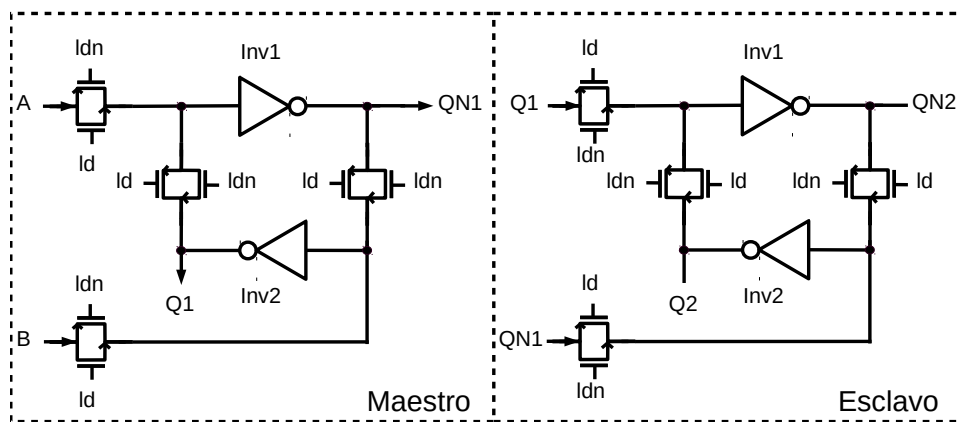 ldn
Inv1
A
QN1
ld
ld
ldn
ld
ldn
ldn
Q1
Inv2
B
ld
Maestro
ld
Inv1
Q1
QN2
ldn
ldn
ld
ldn
ld
ld
Q2
Inv2
QN1
ldn
Esclavo